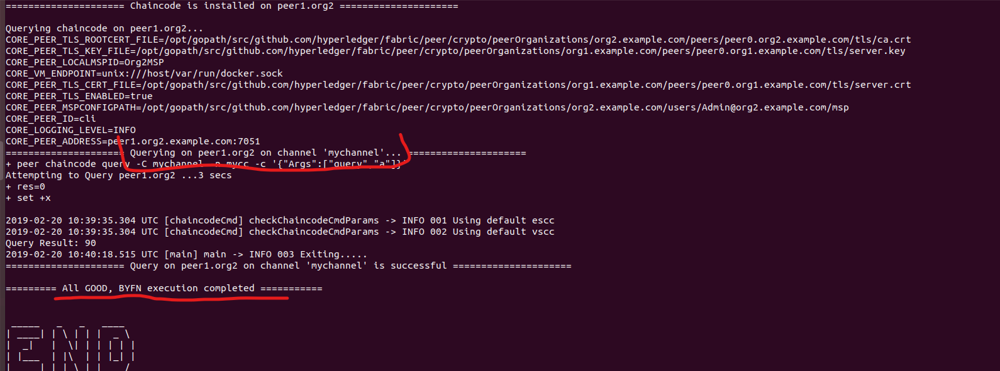 ===================== Chaincode is installed on peer1.org2 =====================
Querying chaincode on peer1.org2...
CORE_PEER_TLS_ROOTCERT_FILE=/opt/gopath/src/github.com/hyperledger/fabric/peer/crypto/peerOrganizations/org2.example.com/peers/peer0.org2.example.com/tls/ca.crt
CORE_PEER_TLS_KEY_FILE=/opt/gopath/src/github.com/hyperledger/fabric/peer/crypto/peerOrganizations/org1.example.com/peers/peer0.org1.example.com/tls/server.key
CORE_PEER_LOCALMSPID=Org2MSP
CORE_VM_ENDPOINT=unix:///host/var/run/docker.sock
CORE_PEER_TLS_CERT_FILE=/opt/gopath/src/github.com/hyperledger/fabric/peer/crypto/peerOrganizations/org1.example.com/peers/peer0.org1.example.com/tls/server.crt
CORE_PEER_TLS_ENABLED=true
CORE_PEER_MSPCONFIGPATH=/opt/gopath/src/github.com/hyperledger/fabric/peer/crypto/peerOrganizations/org2.example.com/users/Admin@org2.example.com/msp
CORE_PEER_ID=cli
CORE_LOGGING_LEVEL=INFO
CORE_PEER_ADDRESS=peer1.org2.example.com:7051
===================== Querying on peer1.org2 on channel 'mychannel'... =====================
+ peer chaincode query -C mychannel -n mycc -c '{"Args":["query","a"]}'
Attempting to Query peer1.org2 ...3 secs
+ res=0
+ set +x
2019-02-20 10:39:35.304 UTC [chaincodeCmd] checkChaincodeCmdParams -> INFO 001 Using default escc
2019-02-20 10:39:35.304 UTC [chaincodeCmd] checkChaincodeCmdParams -> INFO 002 Using default vscc
Query Result: 90
2019-02-20 10:40:18.515 UTC [main] main -> INFO 003 Exiting.....
===================== Query on peer1.org2 on channel 'mychannel' is successful =====================
========= All GOOD, BYFN execution completed ===========
END